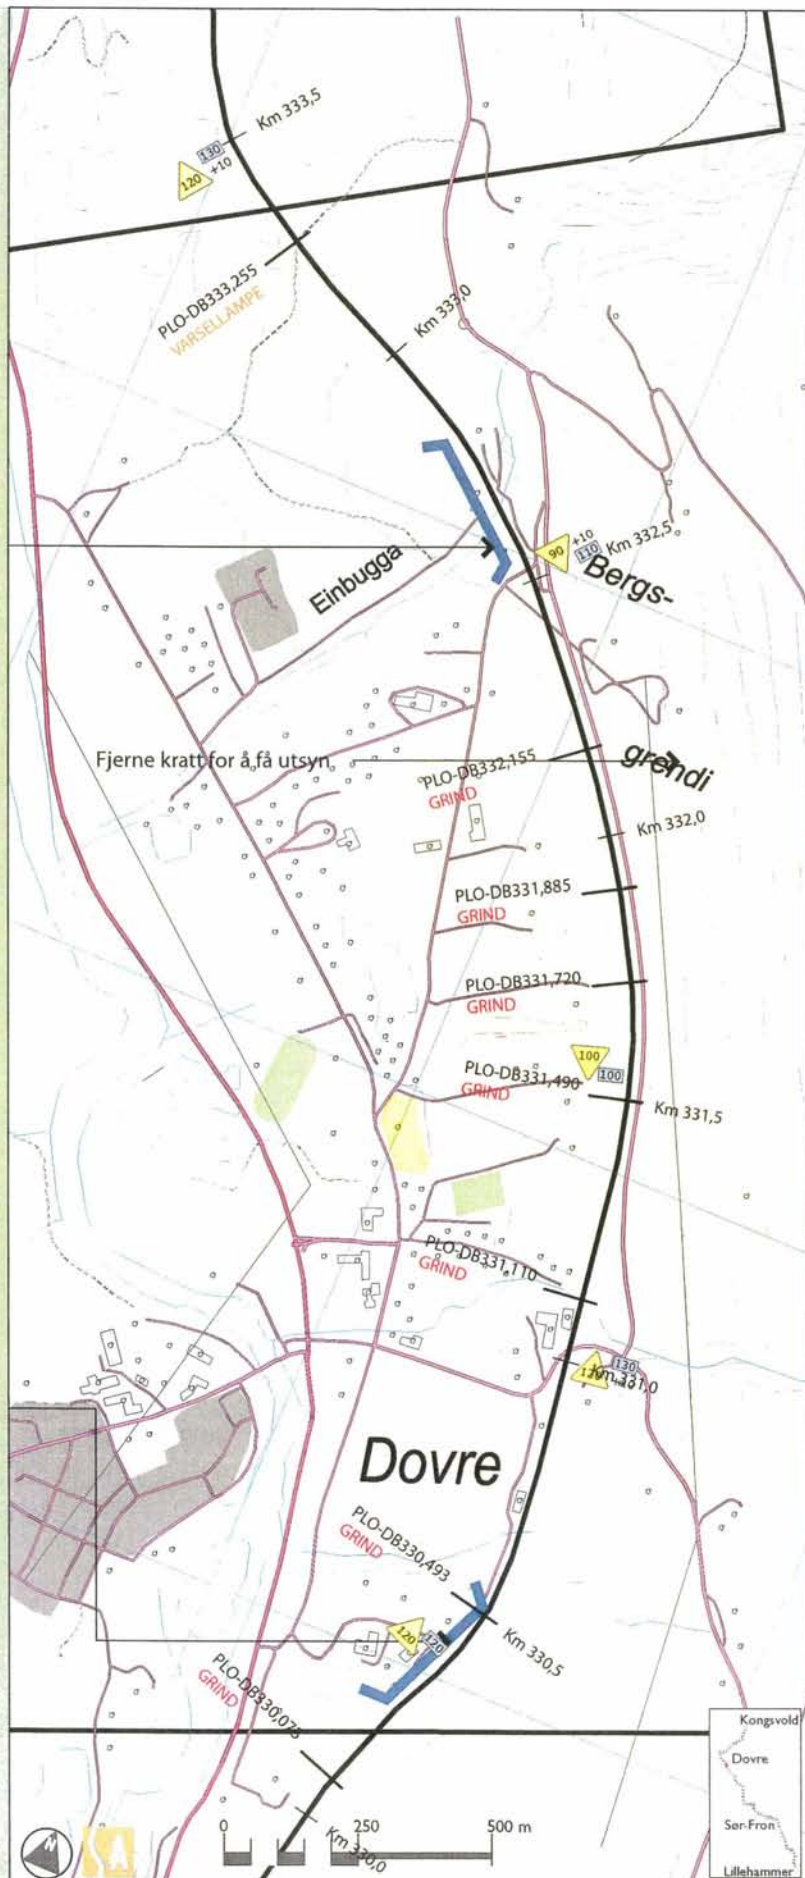 Km 333,5
130
120 +10
PLO-DB333,255
VARSELLAMPE
Km 333,0
90 +10
110
Km 332,5
Einbugga
Bergs-
grendi
Fjerne kratt for å få utsyn
PLO-DB332,155
GRIND
Km 332,0
PLO-DB331,885
GRIND
PLO-DB331,720
GRIND
100
100
PLO-DB331,490
GRIND
Km 331,5
PLO-DB331,110
GRIND
130
Km 331,0
Dovre
PLO-DB330,493
GRIND
120
120
Km 330,5
PLO-DB330,075
GRIND
Km 330,0
N
A
0 250 500 m
Kongsvold
Dovre
Sør-Fron
Lillehammer